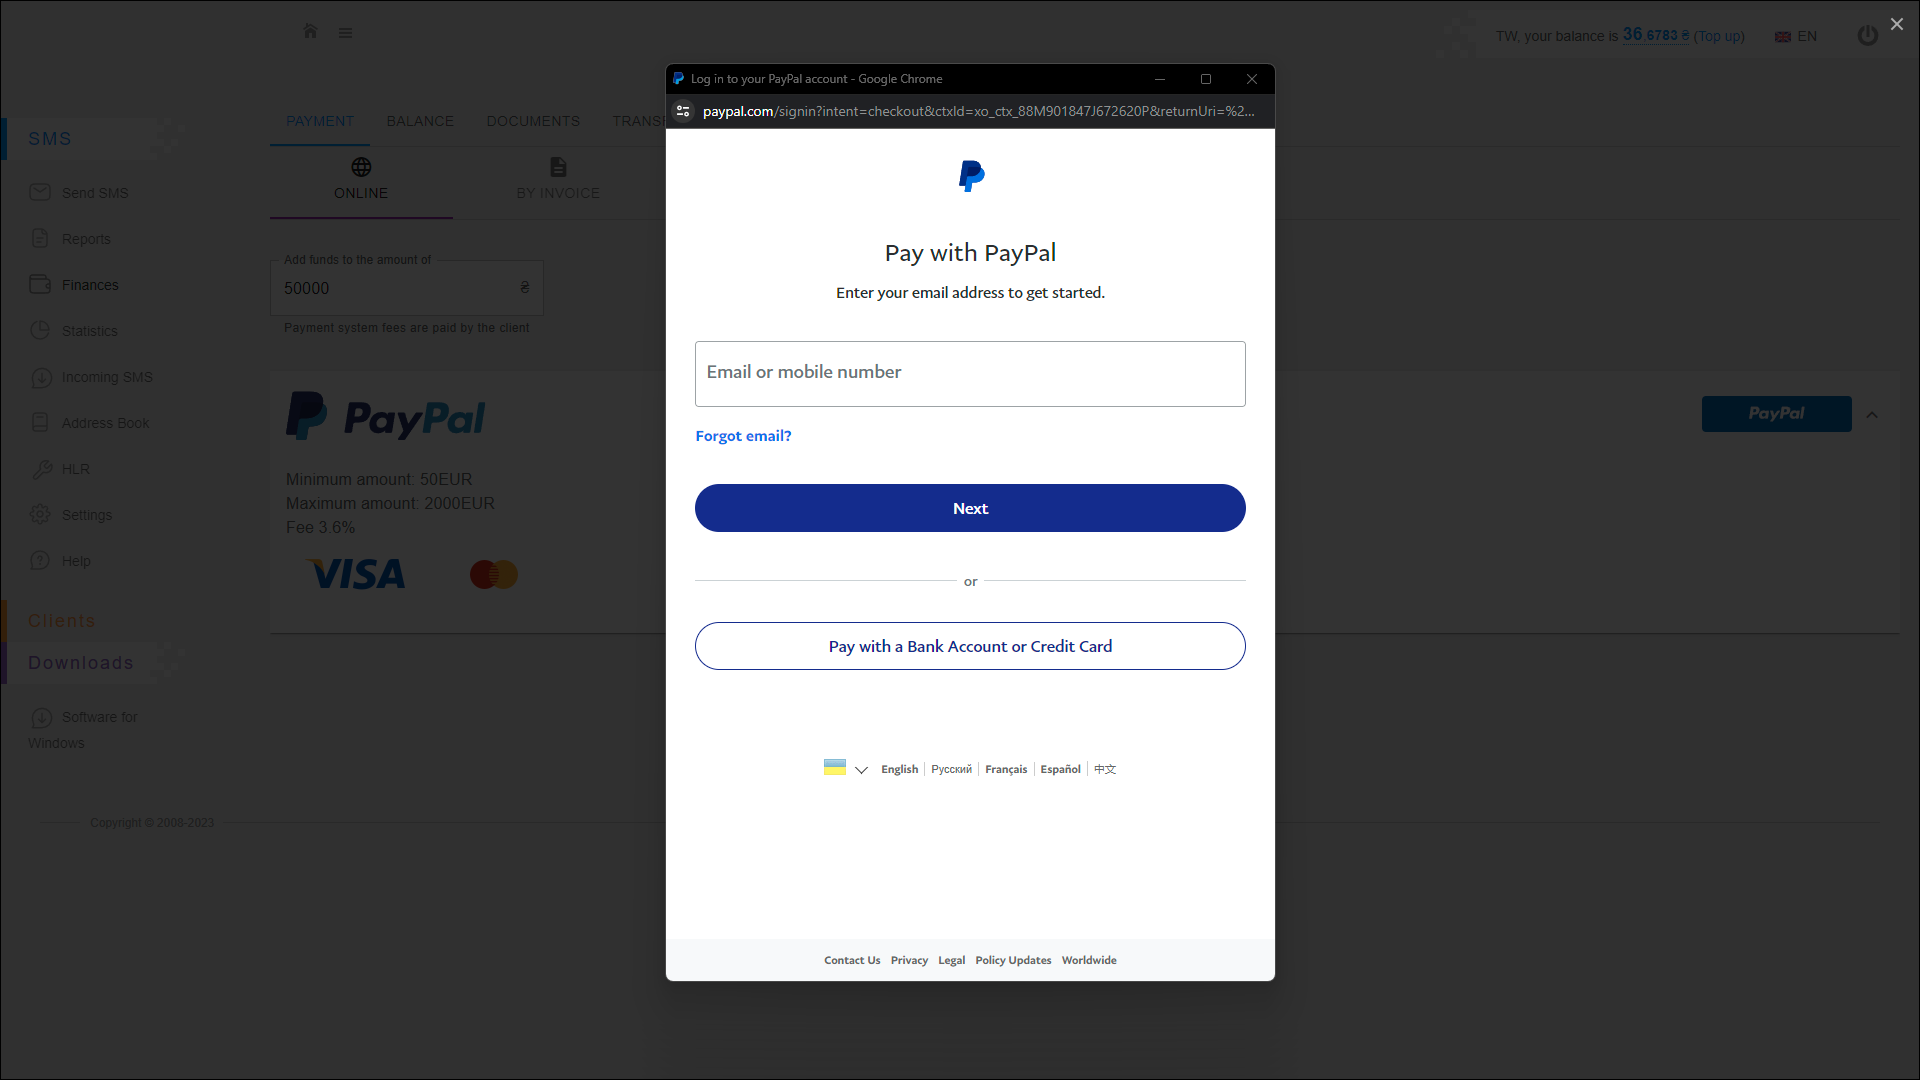 TW, your balance is 36.6783 ₴ (Top up)
EN
Log in to your PayPal account - Google Chrome
paypal.com/signin?intent=checkout&ctxId=xo_ctx_88M901847J672620P&returnUri=%2...
PAYMENT
BALANCE
DOCUMENTS
TRANSF
ONLINE
BY INVOICE
SMS
Send SMS
Reports
Finances
Statistics
Incoming SMS
Address Book
HLR
Settings
Help
Clients
Downloads
Software for
Windows
Copyright © 2008-2023
Add funds to the amount of
50000 ₴
Payment system fees are paid by the client
PayPal
Minimum amount: 50EUR
Maximum amount: 2000EUR
Fee 3.6%
VISA
PayPal
Pay with PayPal
Enter your email address to get started.
Email or mobile number
Forgot email?
Next
or
Pay with a Bank Account or Credit Card
English
Русский
Français
Español
中文
Contact Us
Privacy
Legal
Policy Updates
Worldwide